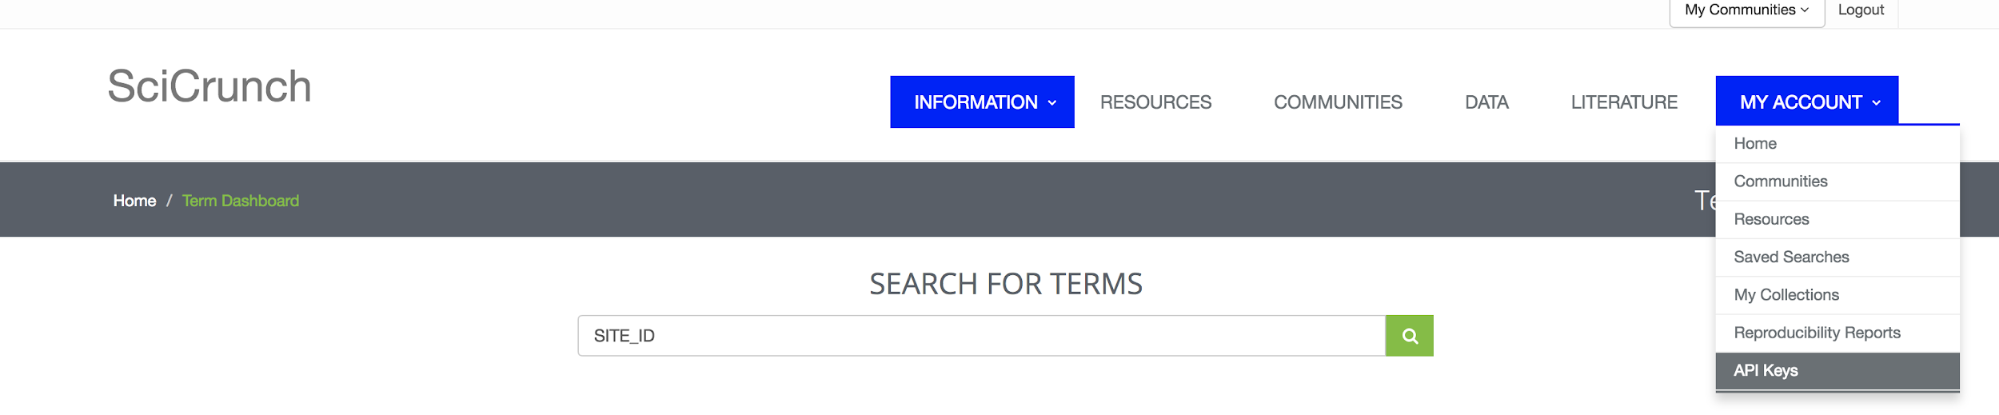 My Communities
Logout
SciCrunch
INFORMATION
RESOURCES
COMMUNITIES
DATA
LITERATURE
MY ACCOUNT
Home
Communities
Resources
Saved Searches
My Collections
Reproducibility Reports
API Keys
Home / Term Dashboard
SEARCH FOR TERMS
SITE_ID